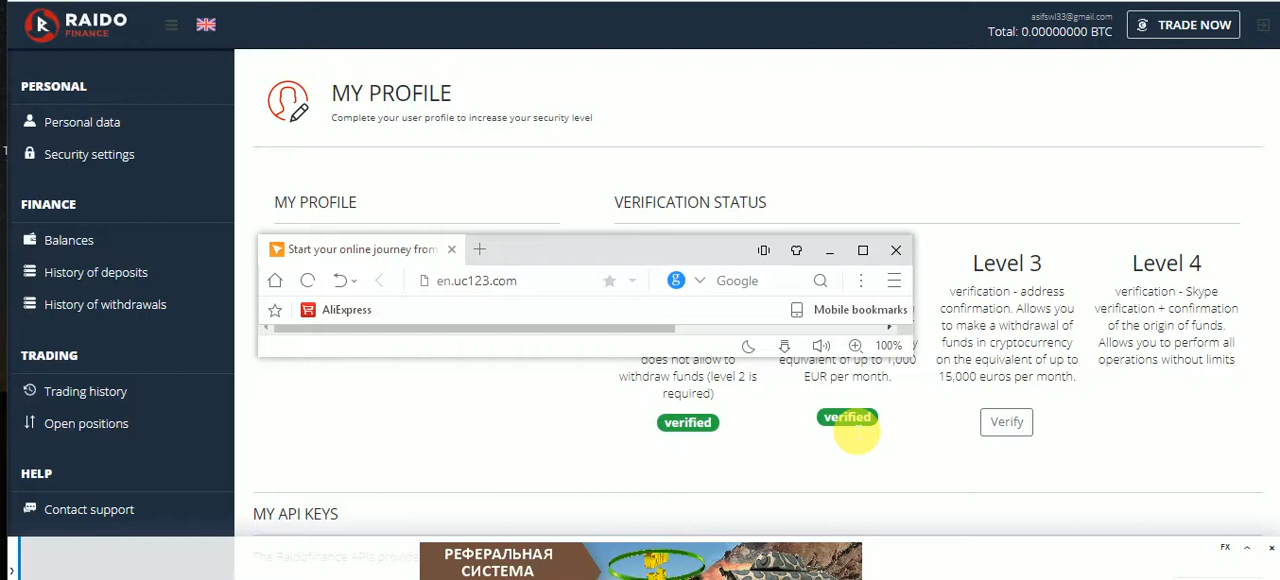 RAIDO
FINANCE
asifswl33@gmail.com
Total: 0.00000000 BTC
TRADE NOW
PERSONAL
Personal data
Security settings
FINANCE
Balances
History of deposits
History of withdrawals
TRADING
Trading history
Open positions
HELP
Contact support
MY PROFILE
Complete your user profile to increase your security level
MY PROFILE
VERIFICATION STATUS
Start your online journey from
en.uc123.com
Google
AliExpress
Mobile bookmarks
100%
does not allow to
withdraw funds (level 2 is
required)
verified
equivalent of up to 1,000
EUR per month.
verified
Level 3
verification - address
confirmation. Allows you
to make a withdrawal of
funds in cryptocurrency
on the equivalent of up to
15,000 euros per month.
Verify
Level 4
verification - Skype
verification + confirmation
of the origin of funds.
Allows you to perform all
operations without limits
MY API KEYS
The RaidoFinance APIs provide
РЕФЕРАЛЬНАЯ
СИСТЕМА
FX